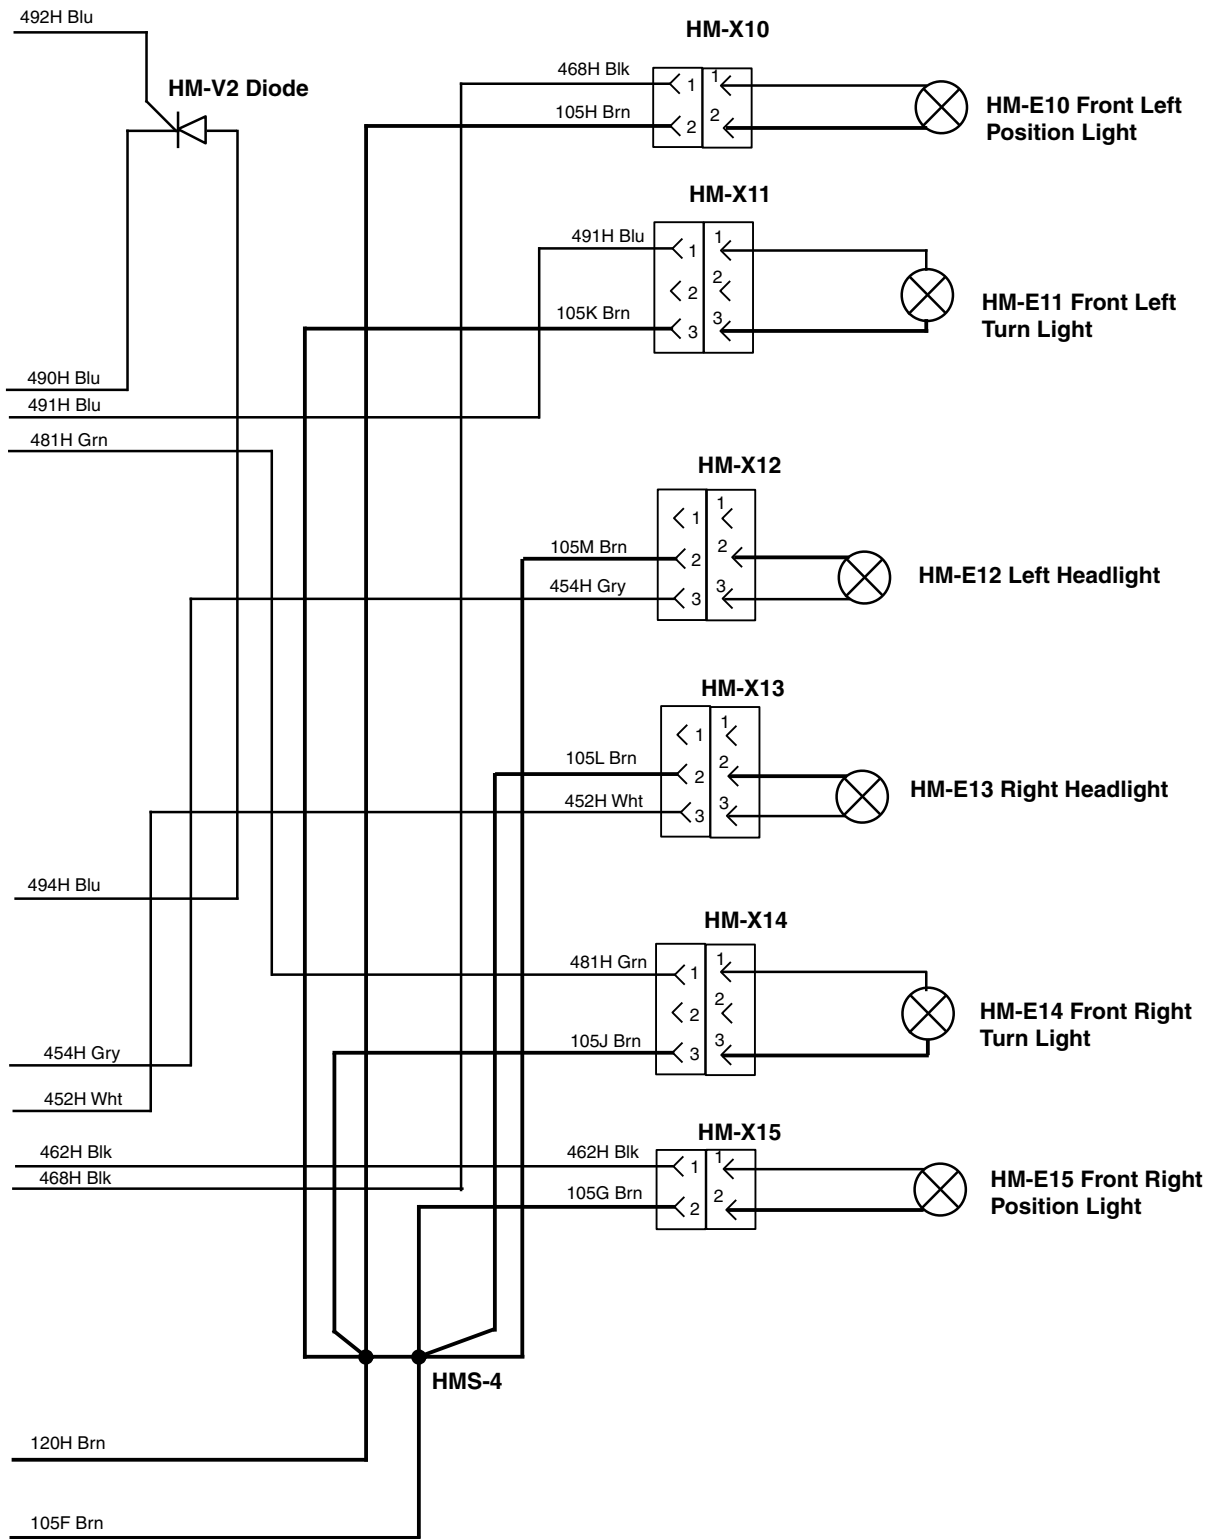 492H Blu
HM-V2 Diode
490H Blu
491H Blu
481H Grn
494H Blu
454H Gry
452H Wht
462H Blk
468H Blk
120H Brn
105F Brn
HMS-4
HM-X10
468H Blk
105H Brn
1 1
2 2
HM-E10 Front Left
Position Light
HM-X11
491H Blu
105K Brn
1 1
2 2
3 3
HM-E11 Front Left
Turn Light
HM-X12
105M Brn
454H Gry
1 1
2 2
3 3
HM-E12 Left Headlight
HM-X13
105L Brn
452H Wht
1 1
2 2
3 3
HM-E13 Right Headlight
HM-X14
481H Grn
105J Brn
1 1
2 2
3 3
HM-E14 Front Right
Turn Light
HM-X15
462H Blk
105G Brn
1 1
2 2
HM-E15 Front Right
Position Light